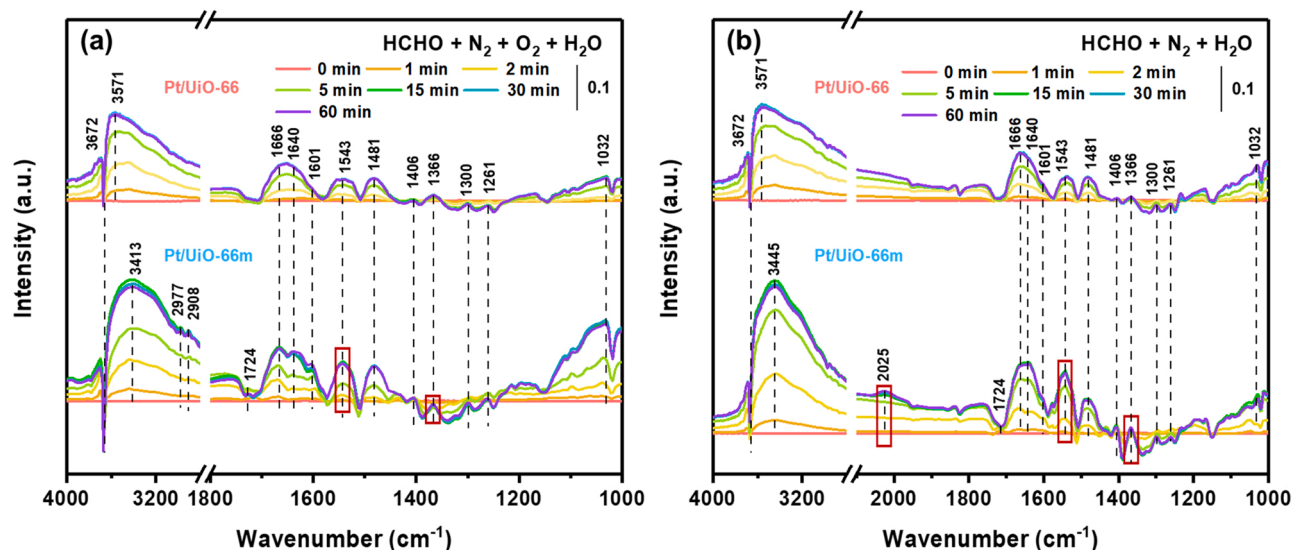 (a)
HCHO + N2 + O2 + H2O
0 min 1 min 2 min
5 min 15 min 30 min
60 min
0.1
Pt/UiO-66
3672
3571
1666
1640
1601
1543
1481
1406
1366
1300
1261
1032
Pt/UiO-66m
3413
2977
2908
1724
Intensity (a.u.)
4000 3200 1800 1600 1400 1200 1000
Wavenumber (cm-1)
(b)
HCHO + N2 + H2O
0 min 1 min 2 min
5 min 15 min 30 min
60 min
0.1
Pt/UiO-66
3672
3571
1666
1640
1601
1543
1481
1406
1366
1300
1261
1032
Pt/UiO-66m
3445
2025
1724
Intensity (a.u.)
4000 3200 2000 1800 1600 1400 1200 1000
Wavenumber (cm-1)